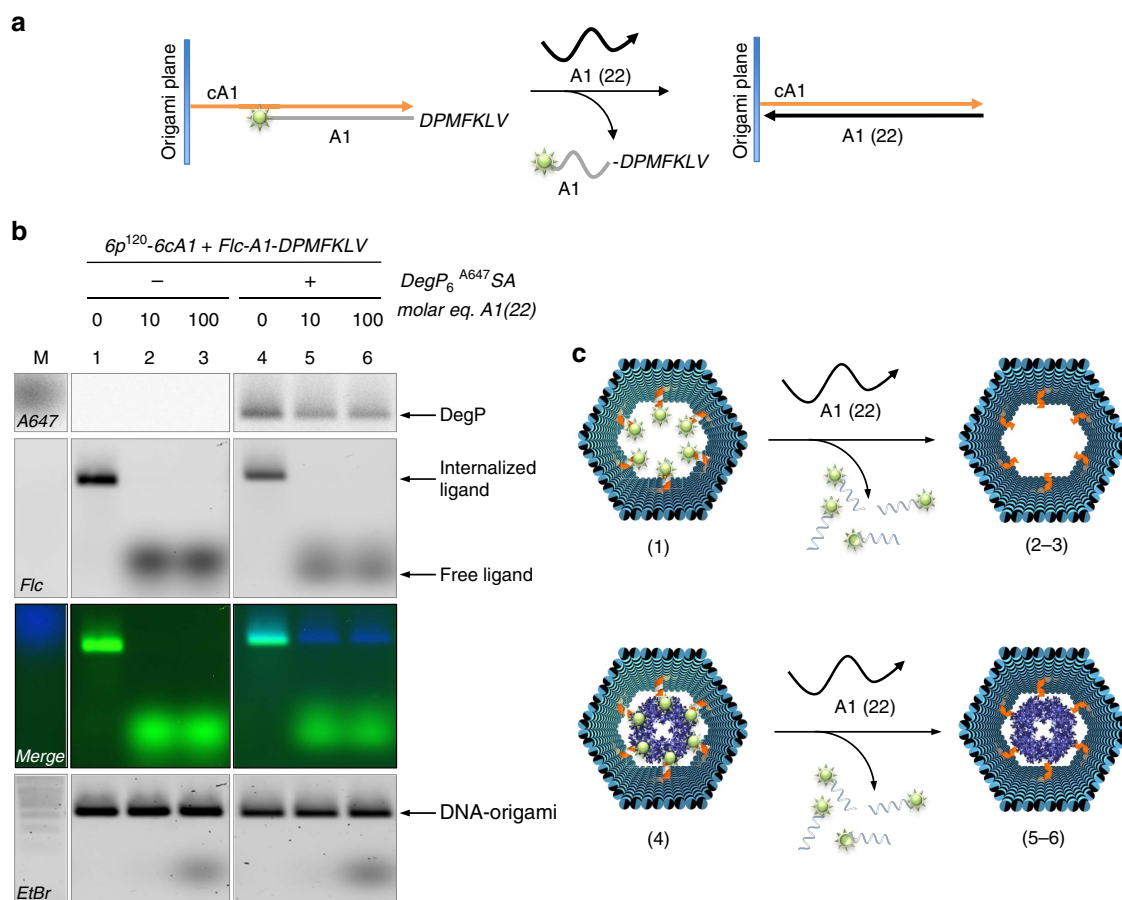 a
Origami plane
cA1
A1
DPMFKLV
A1 (22)
A1
-DPMFKLV
Origami plane
cA1
A1 (22)
b
6p¹²⁰-6cA1 + Flc-A1-DPMFKLV
– + DegP₆ ᴬ⁶⁴⁷SA
0 10 100 0 10 100 molar eq. A1(22)
M 1 2 3 4 5 6
A647
DegP
Flc
Internalized
ligand
Free ligand
Merge
EtBr
DNA-origami
c
A1 (22)
(1)
(2–3)
A1 (22)
(4)
(5–6)